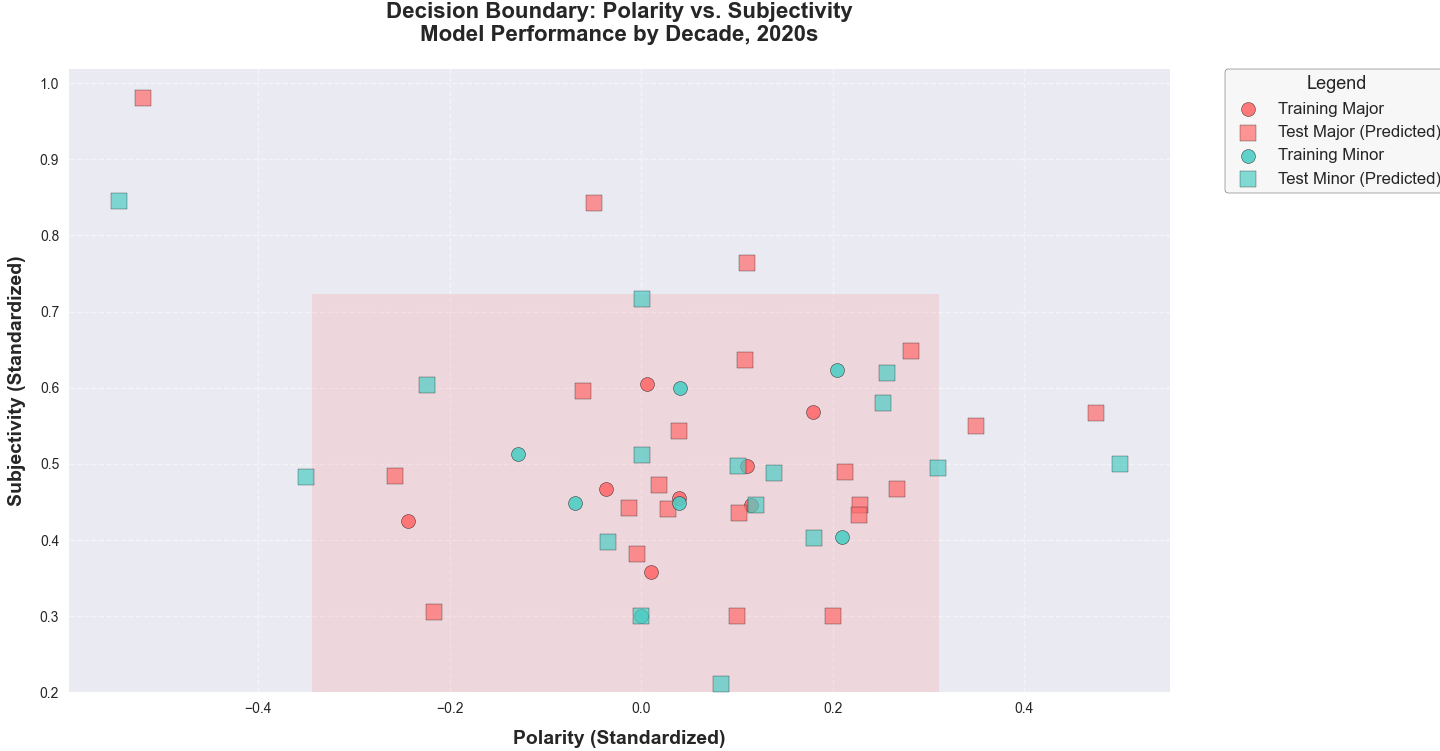 Decision Boundary: Polarity vs. Subjectivity
Model Performance by Decade, 2020s
Legend
Training Major
Test Major (Predicted)
Training Minor
Test Minor (Predicted)
Subjectivity (Standardized)
1.0
0.9
0.8
0.7
0.6
0.5
0.4
0.3
0.2
−0.4
−0.2
0.0
0.2
0.4
Polarity (Standardized)